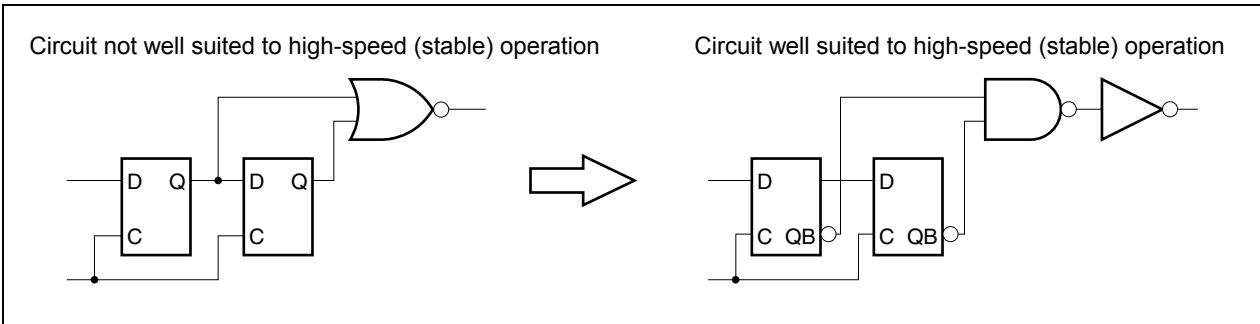 Circuit not well suited to high-speed (stable) operation
Circuit well suited to high-speed (stable) operation
D Q
C
D Q
C
D
C QB
D
C QB